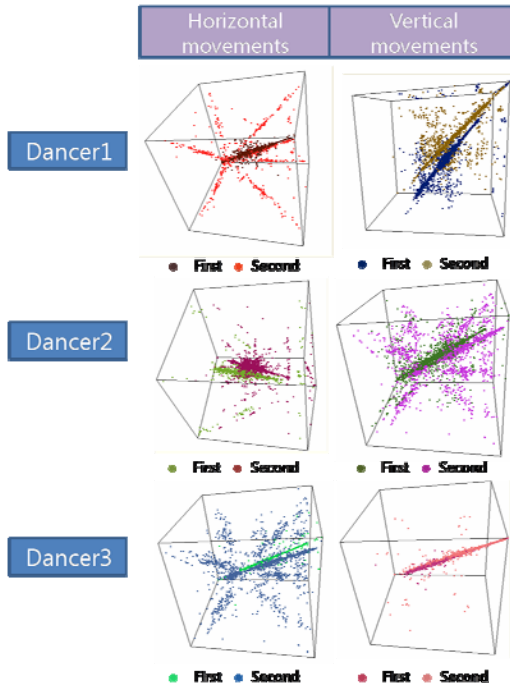 Horizontal movements
Vertical movements
Dancer1
First Second
First Second
Dancer2
First Second
First Second
Dancer3
First Second
First Second